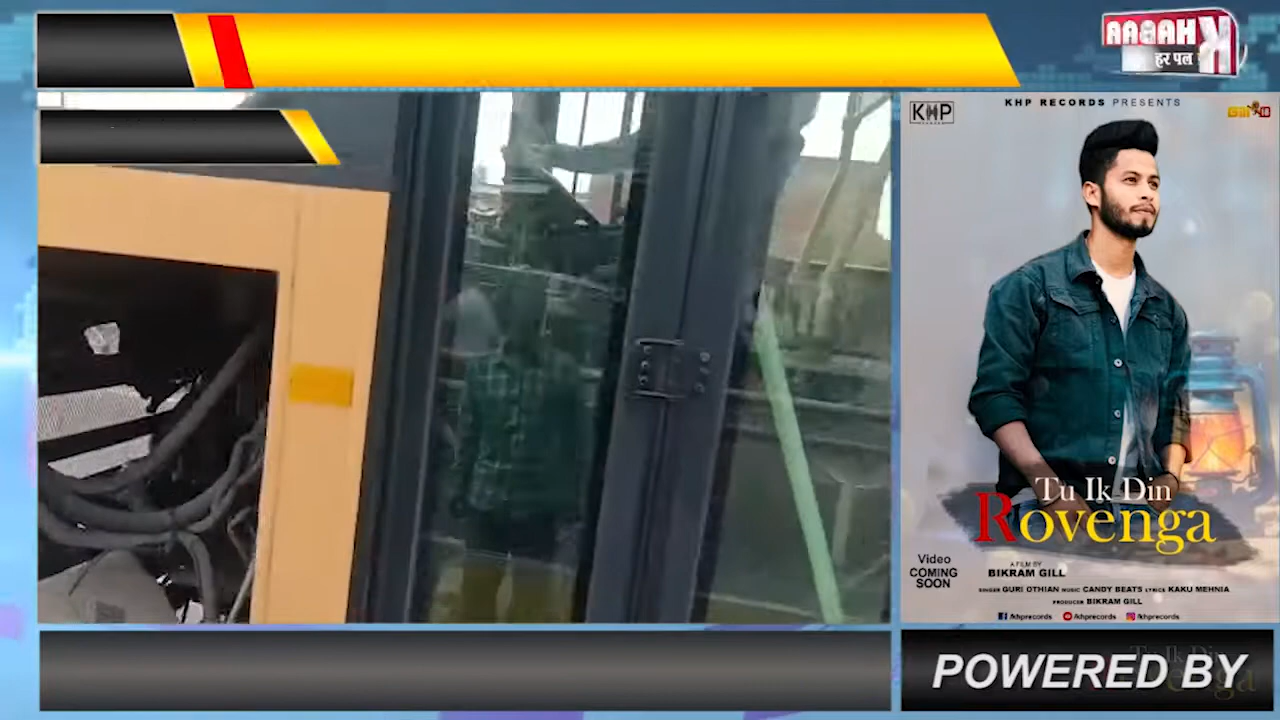 AAGAH
हर पल
KHP
KHP RECORDS PRESENTS
Tu Ik Din
Rovenga
Video
COMING
SOON
A FILM BY
BIKRAM GILL
SINGER GURI OTHIAN MUSIC CANDY BEATS LYRICS KAKU MEHNIA
PRODUCER BIKRAM GILL
/khprecords /khprecords /khprecords
POWERED BY